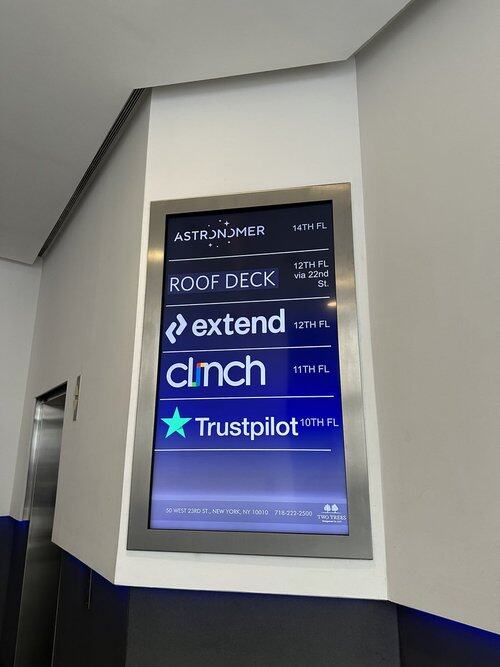 ASTRONOMER 14TH FL
ROOF DECK 12TH FL via 22nd St.
extend 12TH FL
clinch 11TH FL
Trustpilot 10TH FL
50 WEST 23RD ST., NEW YORK, NY 10010 718-222-2500
TWO TREES